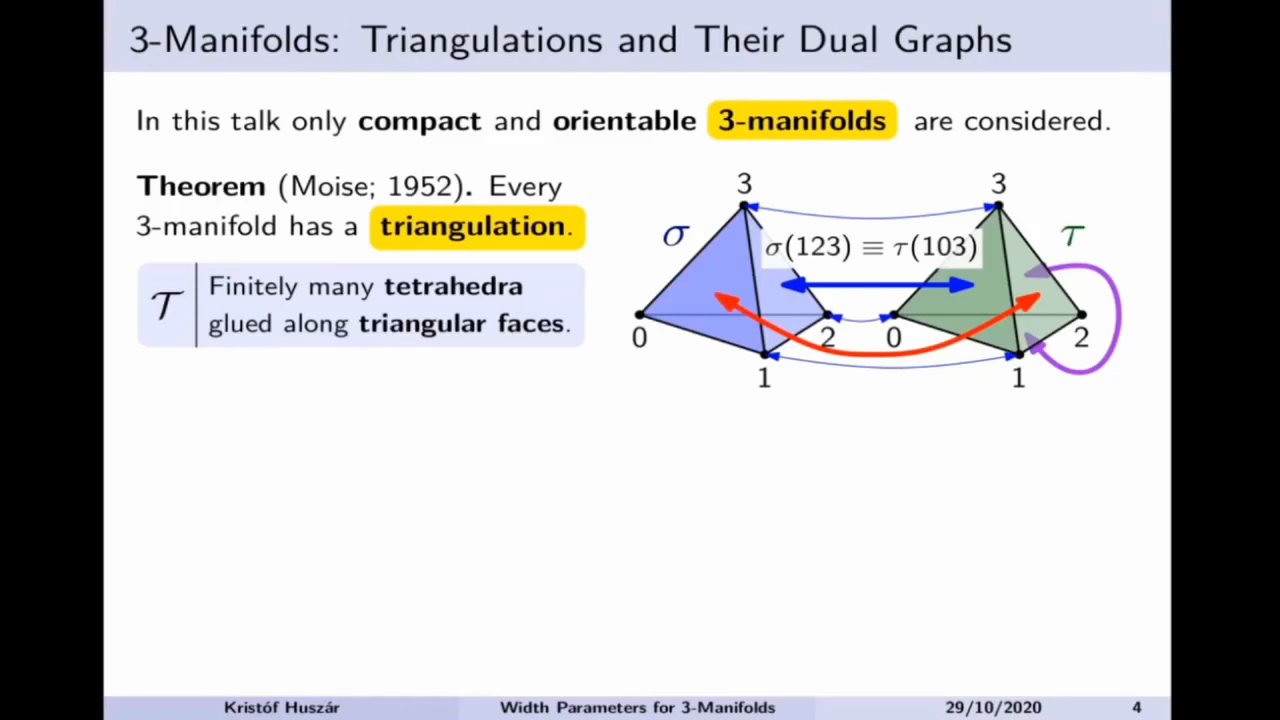 3-Manifolds: Triangulations and Their Dual Graphs
In this talk only compact and orientable 3-manifolds are considered.
Theorem (Moise; 1952). Every
3-manifold has a triangulation.
𝒯 Finitely many tetrahedra
glued along triangular faces.
3 3
σ τ
σ(123) ≡ τ(103)
0 2 0 2
1 1
Kristóf Huszár Width Parameters for 3-Manifolds 29/10/2020 4